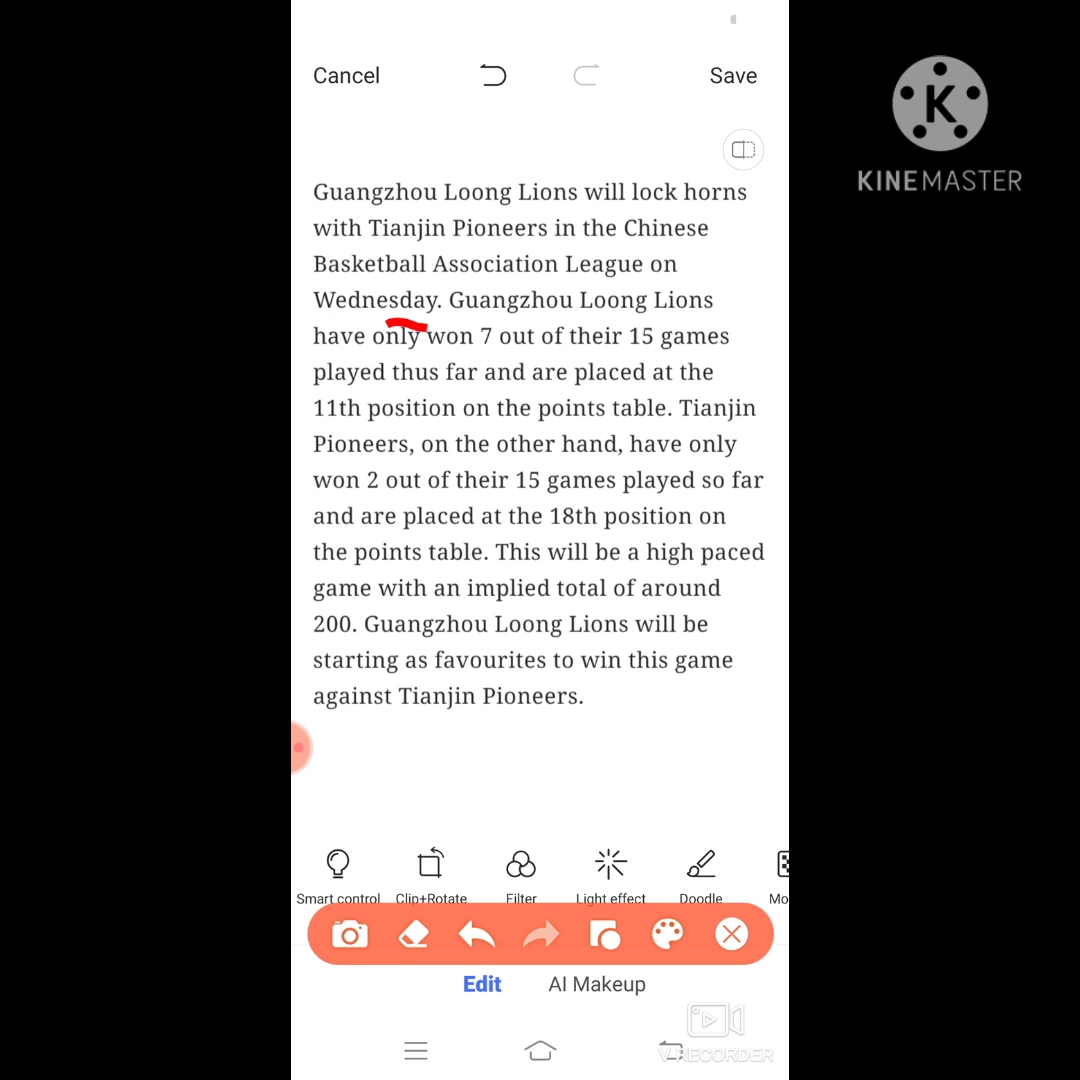 Cancel
Save
K
KINEMASTER
Guangzhou Loong Lions will lock horns
with Tianjin Pioneers in the Chinese
Basketball Association League on
Wednesday. Guangzhou Loong Lions
have only won 7 out of their 15 games
played thus far and are placed at the
11th position on the points table. Tianjin
Pioneers, on the other hand, have only
won 2 out of their 15 games played so far
and are placed at the 18th position on
the points table. This will be a high paced
game with an implied total of around
200. Guangzhou Loong Lions will be
starting as favourites to win this game
against Tianjin Pioneers.
Smart control Clip+Rotate Filter Light effect Doodle Mo
Edit AI Makeup
V RECORDER